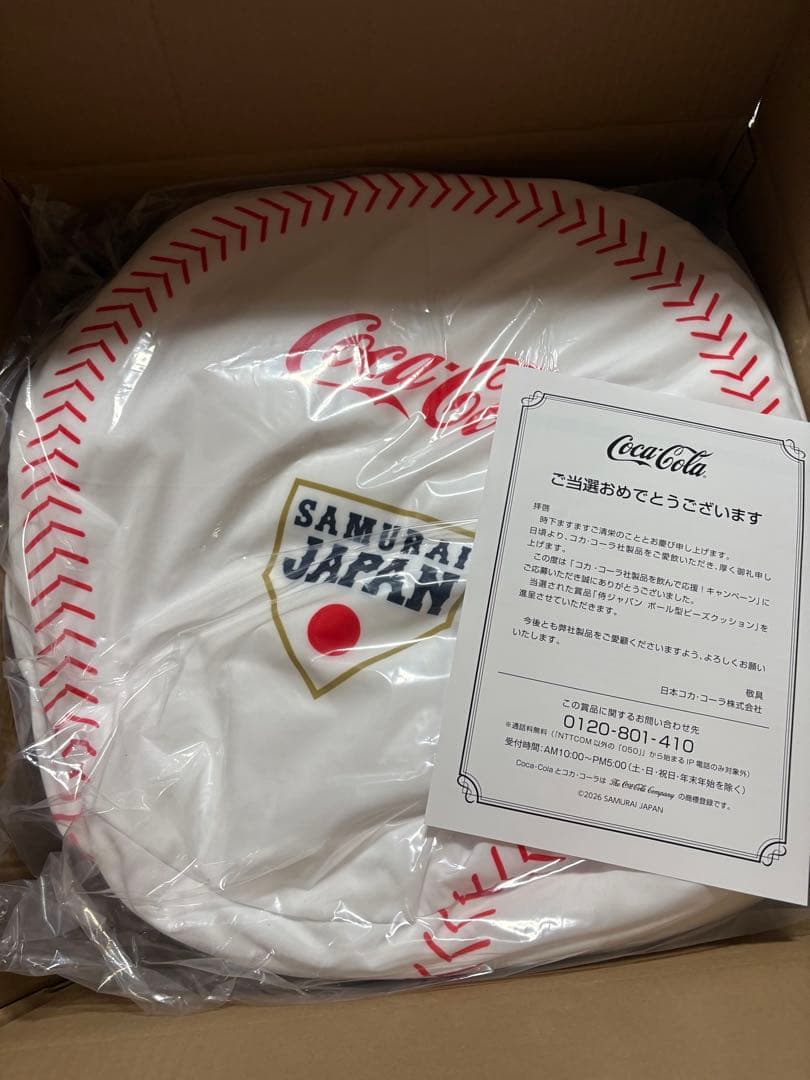 Coca-Co
SAMURAI
JAPAN
Coca-Cola
ご当選おめでとうございます
拝啓
時下ますますご清栄のこととお慶び申し上げます。
日頃より、コカ・コーラ社製品をご愛飲いただき、厚く御礼申し
上げます。
この度は「コカ・コーラ社製品を飲んで応援！キャンペーン」に
ご応募いただき誠にありがとうございました。
当選された賞品「侍ジャパン ボール型ビーズクッション」を
進呈させていただきます。
今後とも弊社製品をご愛顧くださいますよう、よろしくお願い
いたします。
敬具
日本コカ・コーラ株式会社
この賞品に関するお問い合わせ先
0120-801-410
※通話料無料（「NTTCOM以外の「050」」から始まるIP電話のみ対象外）
受付時間：AM10:00～PM5:00（土・日・祝日・年末年始を除く）
Coca-Colaとコカ・コーラは The Coca-Cola Company の商標登録です。
©2026 SAMURAI JAPAN